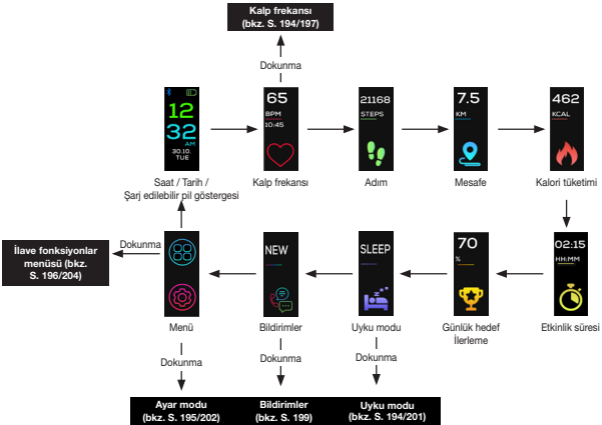 Kalp frekansı
(bkz. S. 194/197)
Dokunma
12
32
AM
30.10.
TUE
65
BPM
10:45
21168
STEPS
7.5
KM
462
KCAL
Saat / Tarih /
Şarj edilebilir pil göstergesi
Kalp frekansı
Adım
Mesafe
Kalori tüketimi
İlave fonksiyonlar
menüsü (bkz.
S. 196/204)
Dokunma
NEW
SLEEP
70
%
02:15
HH:MM
Menü
Bildirimler
Uyku modu
Günlük hedef
İlerleme
Etkinlik süresi
Dokunma
Dokunma
Dokunma
Ayar modu
(bkz. S. 195/202)
Bildirimler
(bkz. S. 199)
Uyku modu
(bkz. S. 194/201)